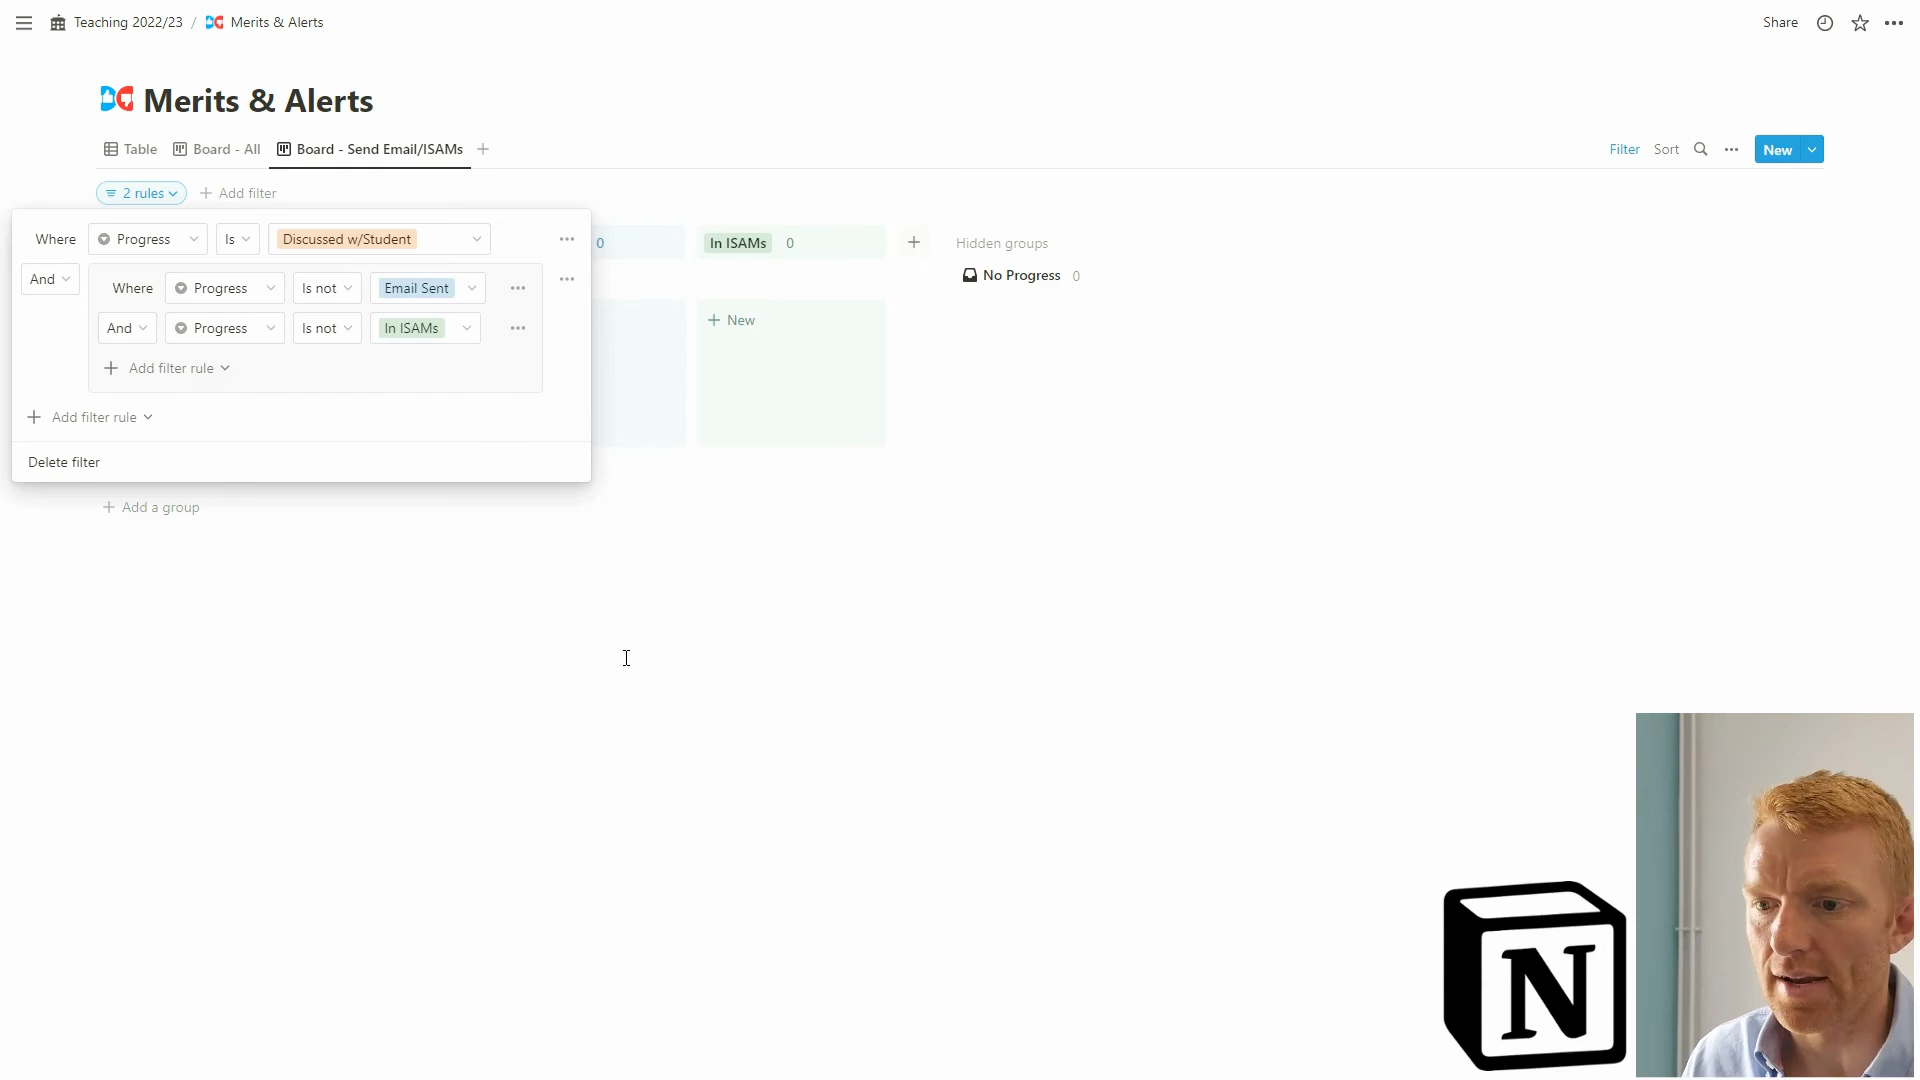 Teaching 2022/23 / Merits & Alerts
Share
Merits & Alerts
Table Board - All Board - Send Email/ISAMs
Filter Sort New
2 rules Add filter
Where Progress Is Discussed w/Student
And Where Progress Is not Email Sent
And Progress Is not In ISAMs
Add filter rule
Add filter rule
Delete filter
0 In ISAMs 0 Hidden groups
No Progress 0
New
Add a group
N